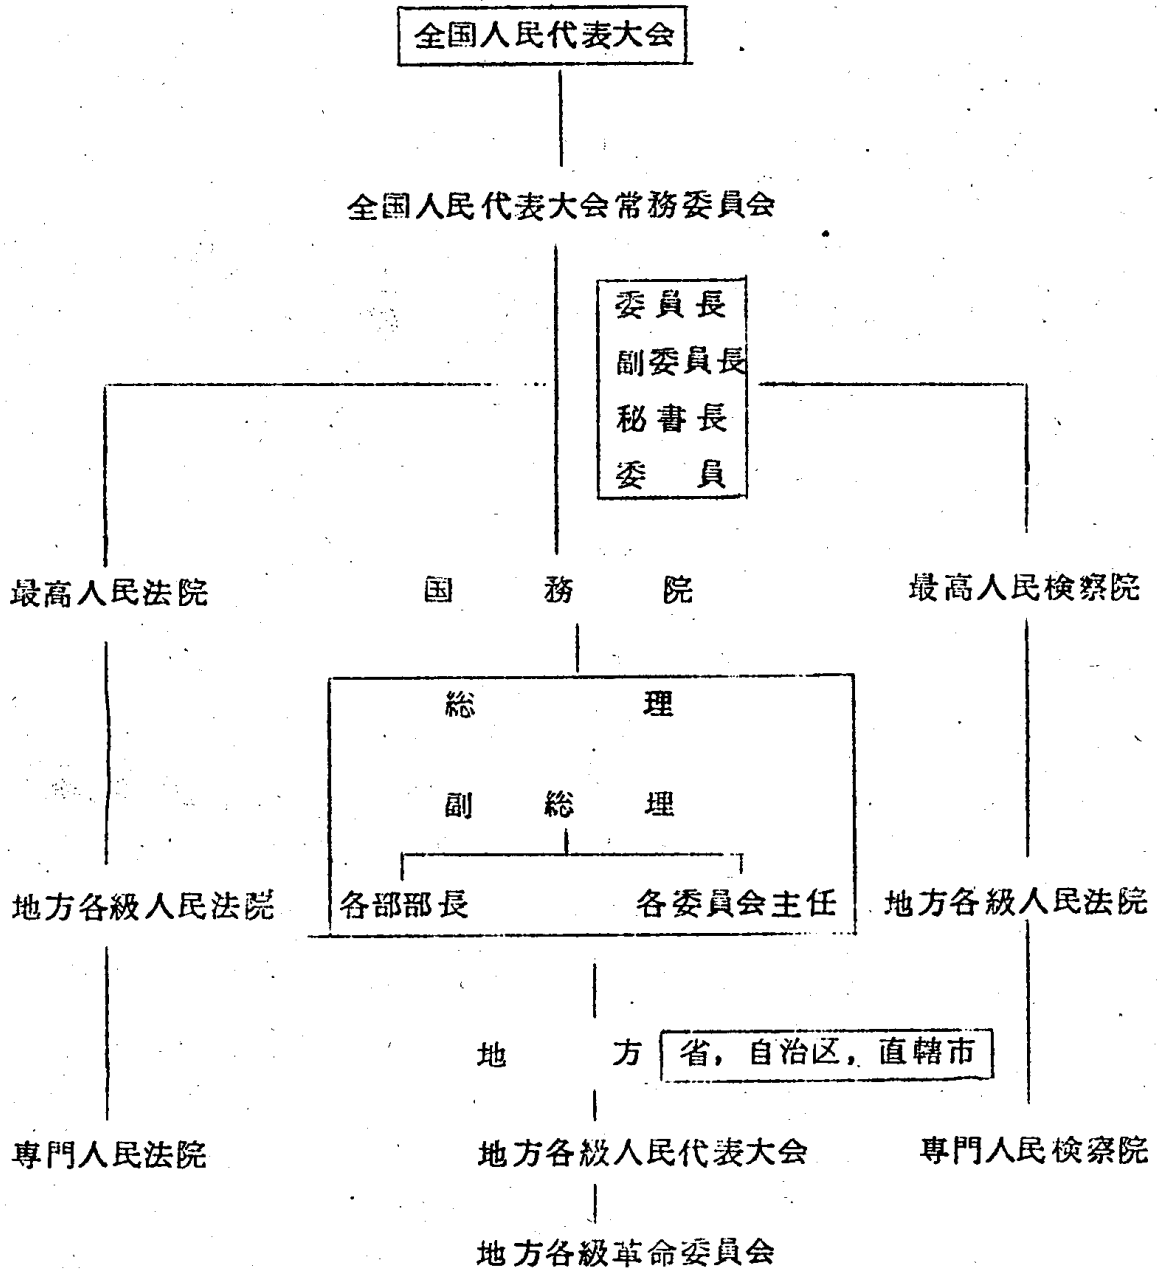 全国人民代表大会
全国人民代表大会常務委員会
委員長
副委員長
秘書長
委員
最高人民法院 国務院 最高人民検察院
総理
副総理
地方各級人民法院 各部部長 各委員会主任 地方各級人民法院
地方 省,自治区,直轄市
専門人民法院 地方各級人民代表大会 専門人民検察院
地方各級革命委員会